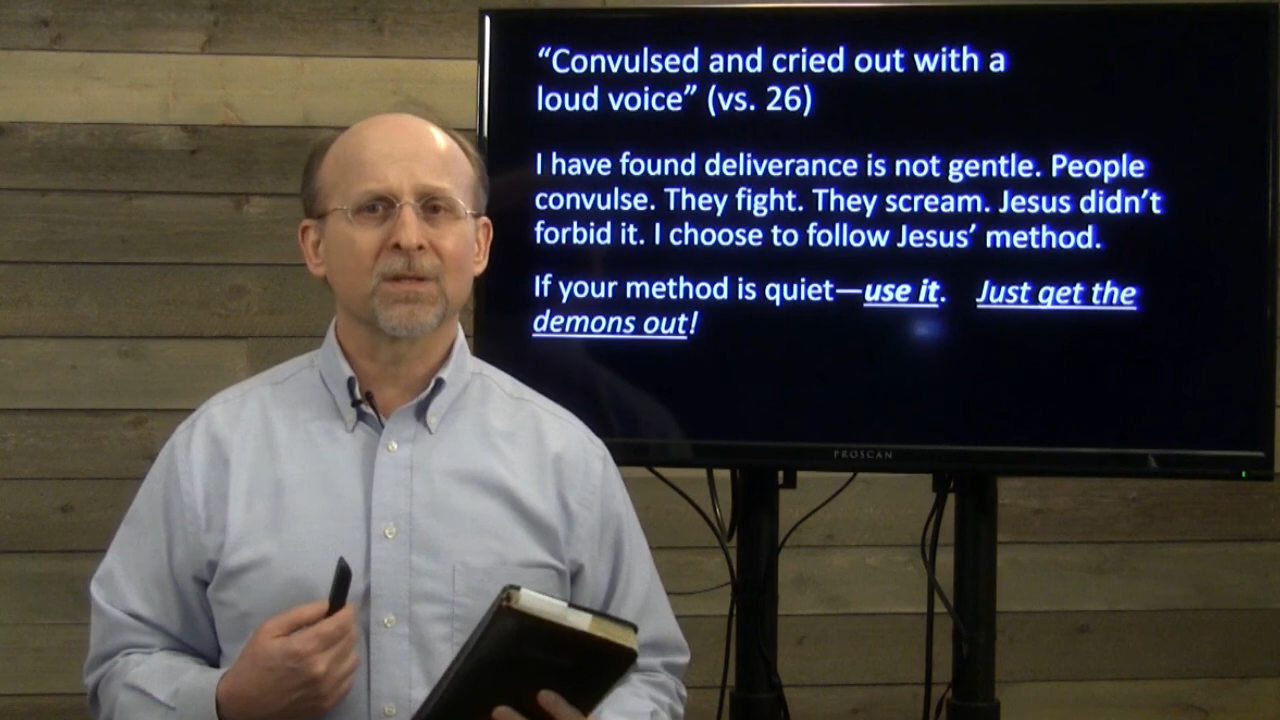 “Convulsed and cried out with a
loud voice” (vs. 26)
I have found deliverance is not gentle. People
convulse. They fight. They scream. Jesus didn’t
forbid it. I choose to follow Jesus’ method.
If your method is quiet—use it. Just get the
demons out!
PROSCAN